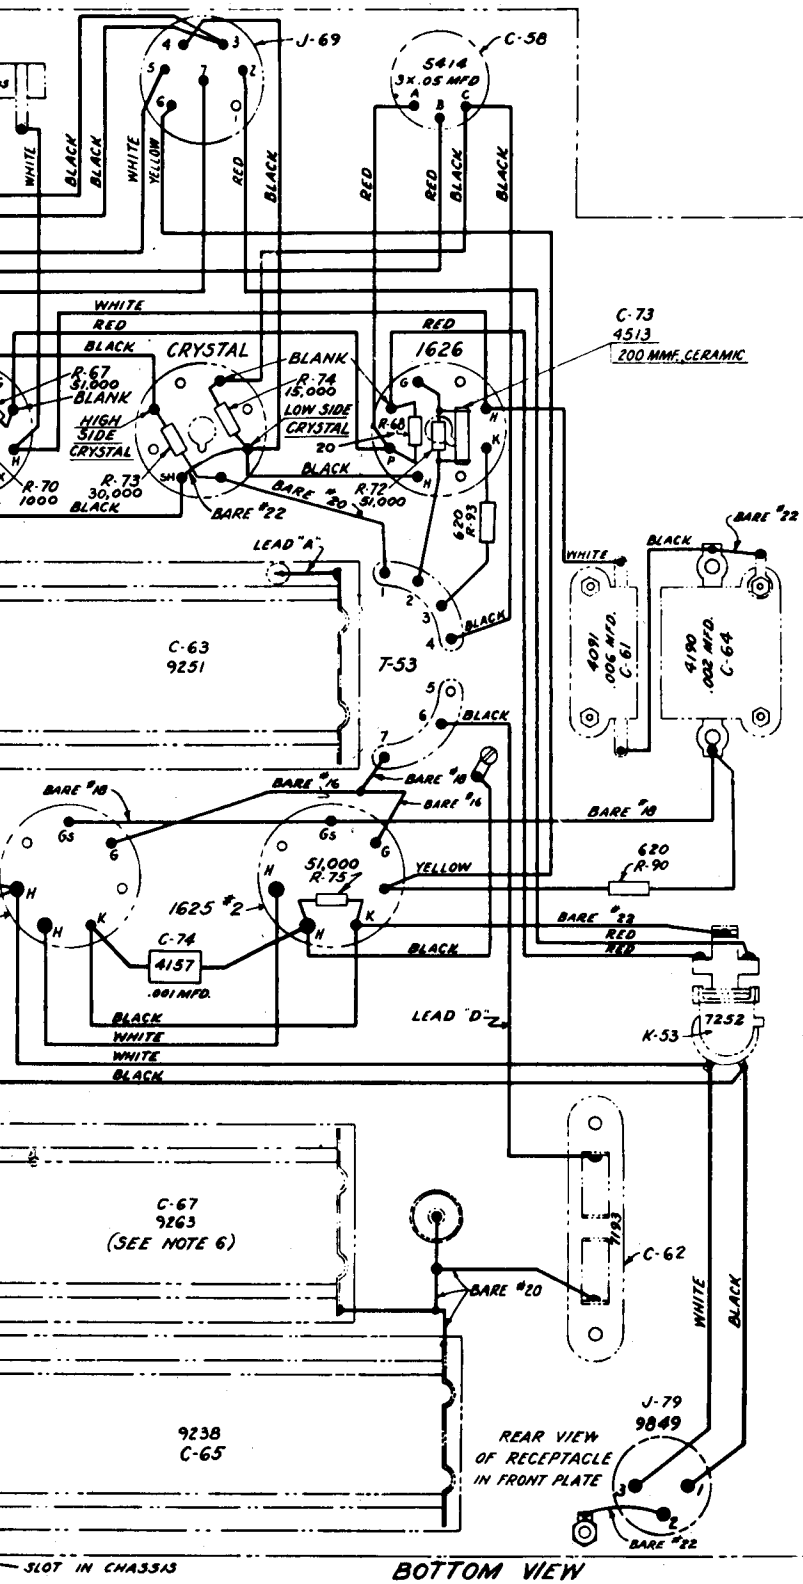 4
3
J-69
5
7
2
6
C-58
5414
3 x .05 MFD
A
B
C
WHITE
BLACK
BLACK
WHITE
YELLOW
RED
BLACK
RED
RED
BLACK
BLACK
WHITE
RED
BLACK
CRYSTAL
BLANK
RED
1626
C-73
4513
200 MMF. CERAMIC
R-67
51,000
BLANK
R-74
15,000
HIGH
SIDE
CRYSTAL
LOW SIDE
CRYSTAL
20
R-68
G
H
P
K
H
H
SH
R-70
1000
R-73
30,000
BLACK
BARE #22
BLACK
BARE #20
R-72
51,000
620
R-93
BLACK
BARE #22
WHITE
LEAD "A"
1
2
3
4
BLACK
C-63
9251
T-53
4091
.006 MFD.
C-61
4190
.002 MFD.
C-64
5
6
BLACK
7
BARE #18
BARE #16
BARE #18
BARE #16
BARE #18
GS
G
GS
G
51,000
R-75
YELLOW
620
R-90
H
H
H
K
1625 #2
H
K
C-74
4157
.001 MFD.
BARE #22
RED
RED
BLACK
BLACK
WHITE
WHITE
BLACK
LEAD "D"
7252
K-53
C-67
9263
(SEE NOTE 6)
7193
C-62
BARE #20
WHITE
BLACK
9238
C-65
J-79
9849
REAR VIEW
OF RECEPTACLE
IN FRONT PLATE
3
1
2
BARE #22
SLOT IN CHASSIS
BOTTOM VIEW